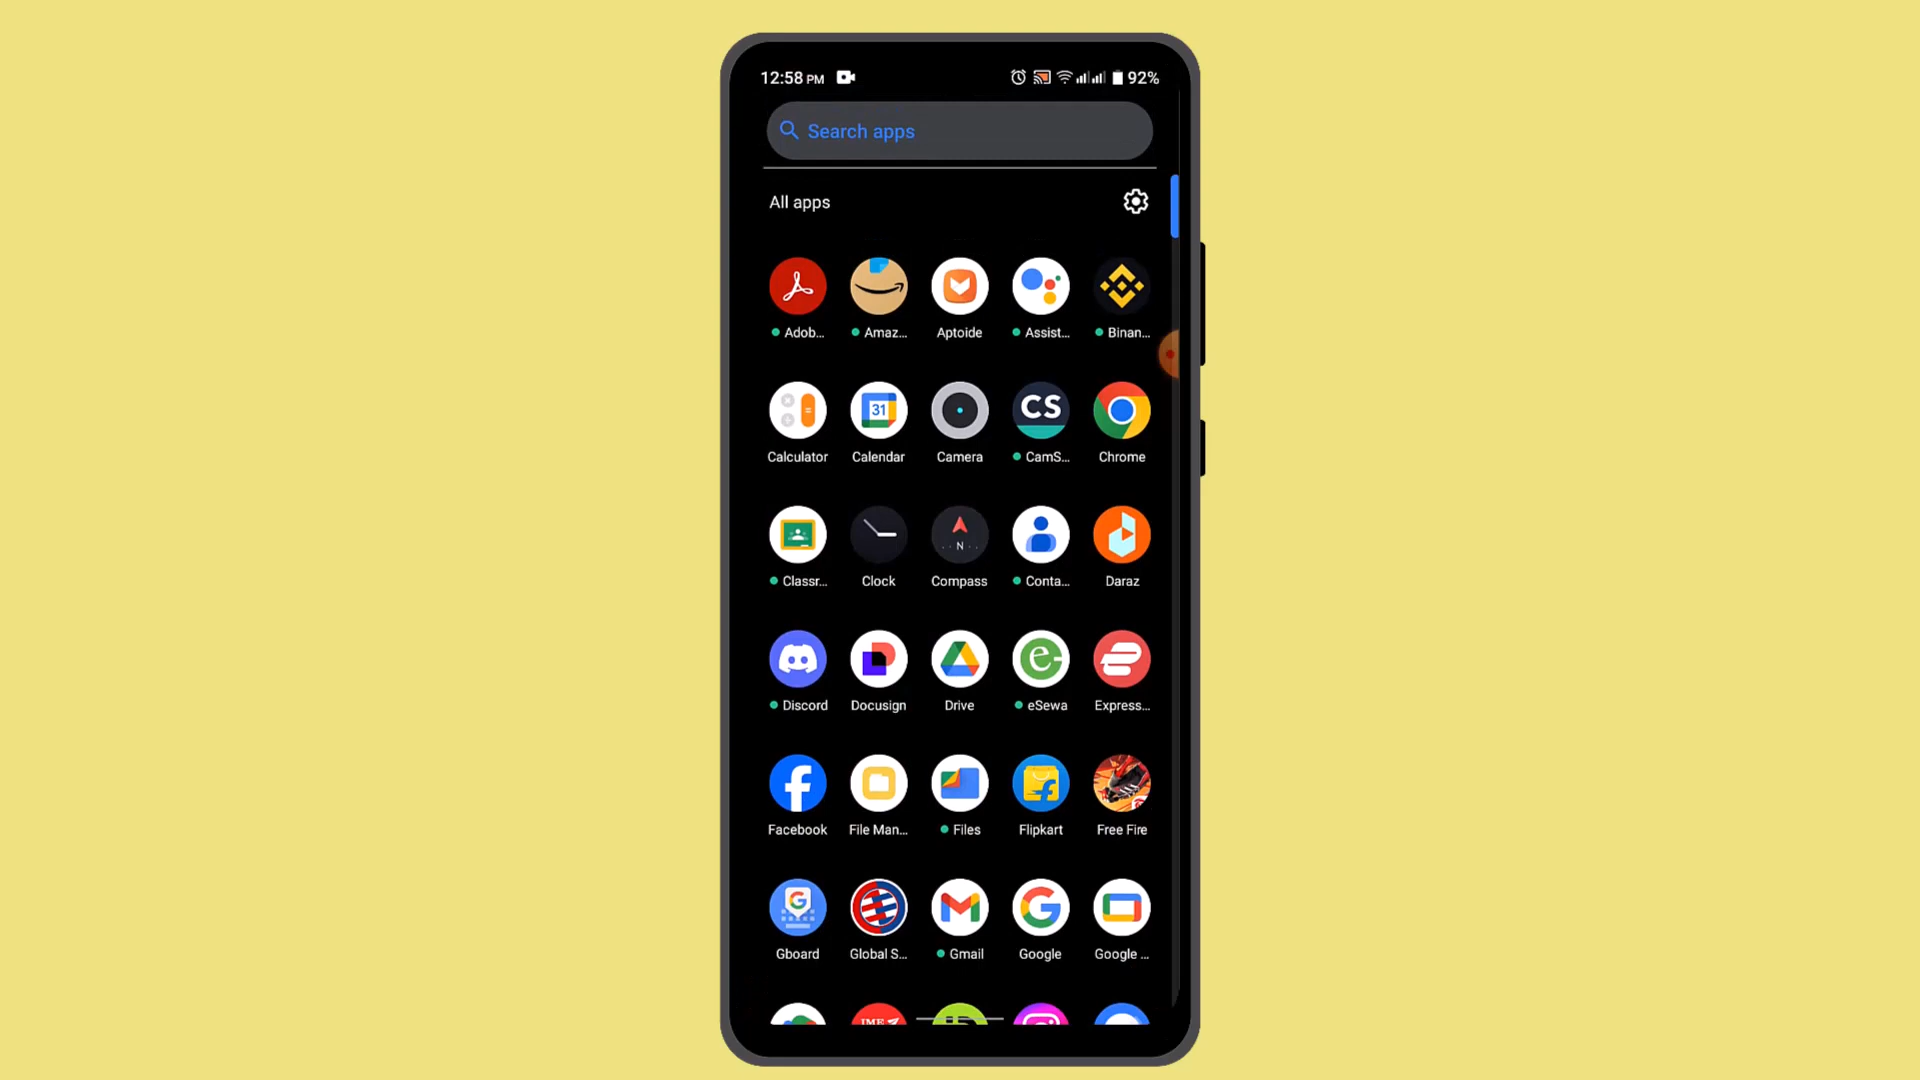 12:58 PM 92%
Search apps
All apps
Adob... Amaz... Aptoide Assist... Binan...
31 CS
Calculator Calendar Camera CamS... Chrome
N
Classr... Clock Compass Conta... Daraz
e
Discord Docusign Drive eSewa Express...
f f
Facebook File Man... Files Flipkart Free Fire
G
Gboard Global S... Gmail Google Google ...
IME